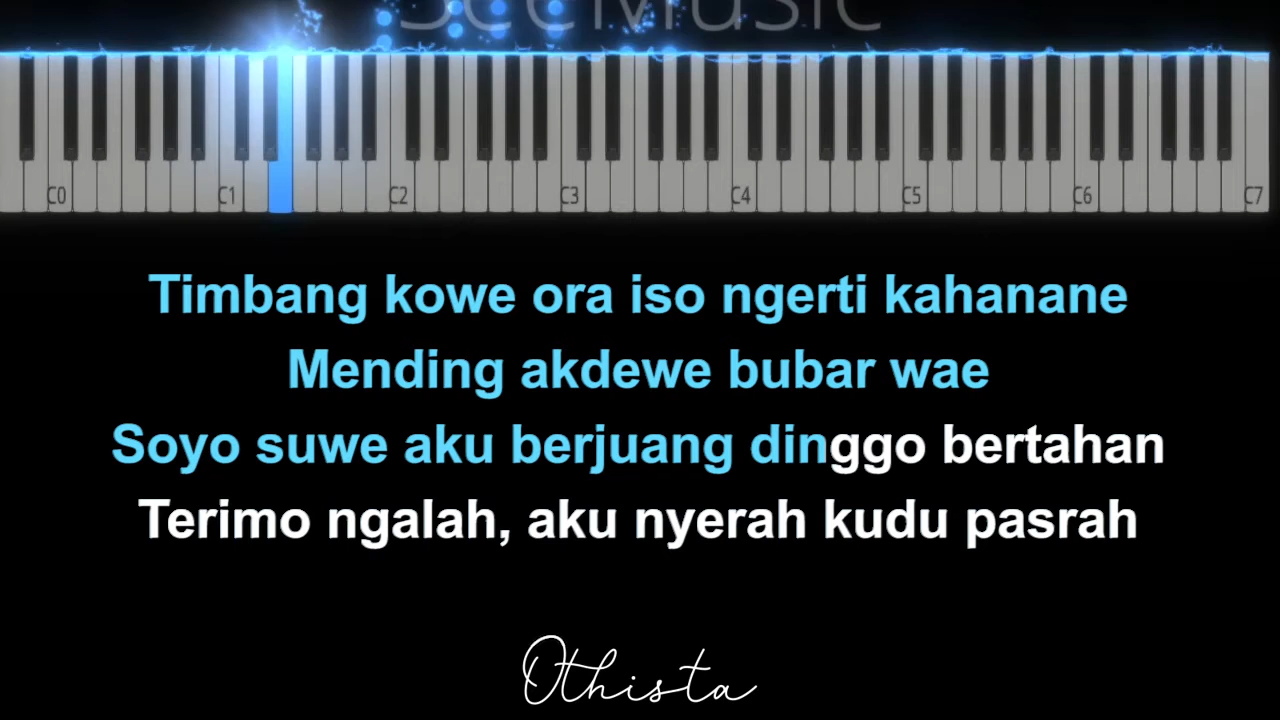 SeeMusic
C0 C1 C2 C3 C4 C5 C6 C7
Timbang kowe ora iso ngerti kahanane
Mending akdewe bubar wae
Soyo suwe aku berjuang dinggo bertahan
Terimo ngalah, aku nyerah kudu pasrah
Othista